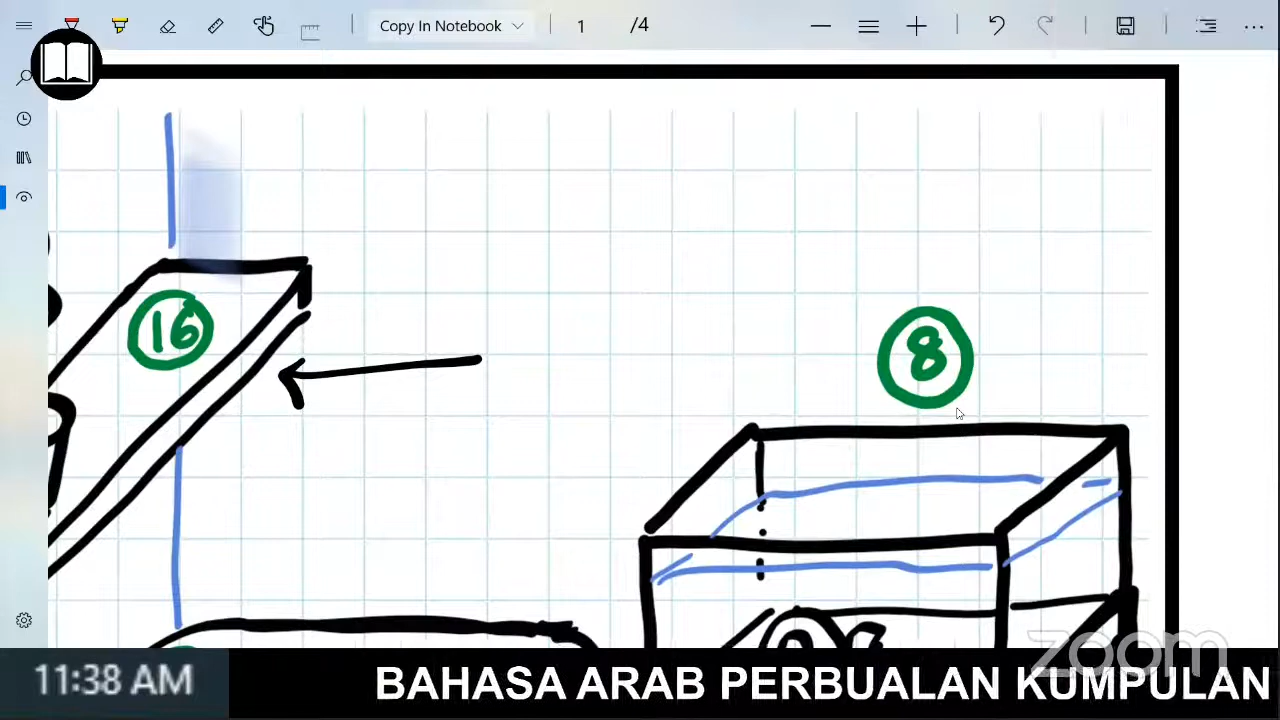 Copy In Notebook 1 /4
16
8
zoom
11:38 AM BAHASA ARAB PERBUALAN KUMPULAN